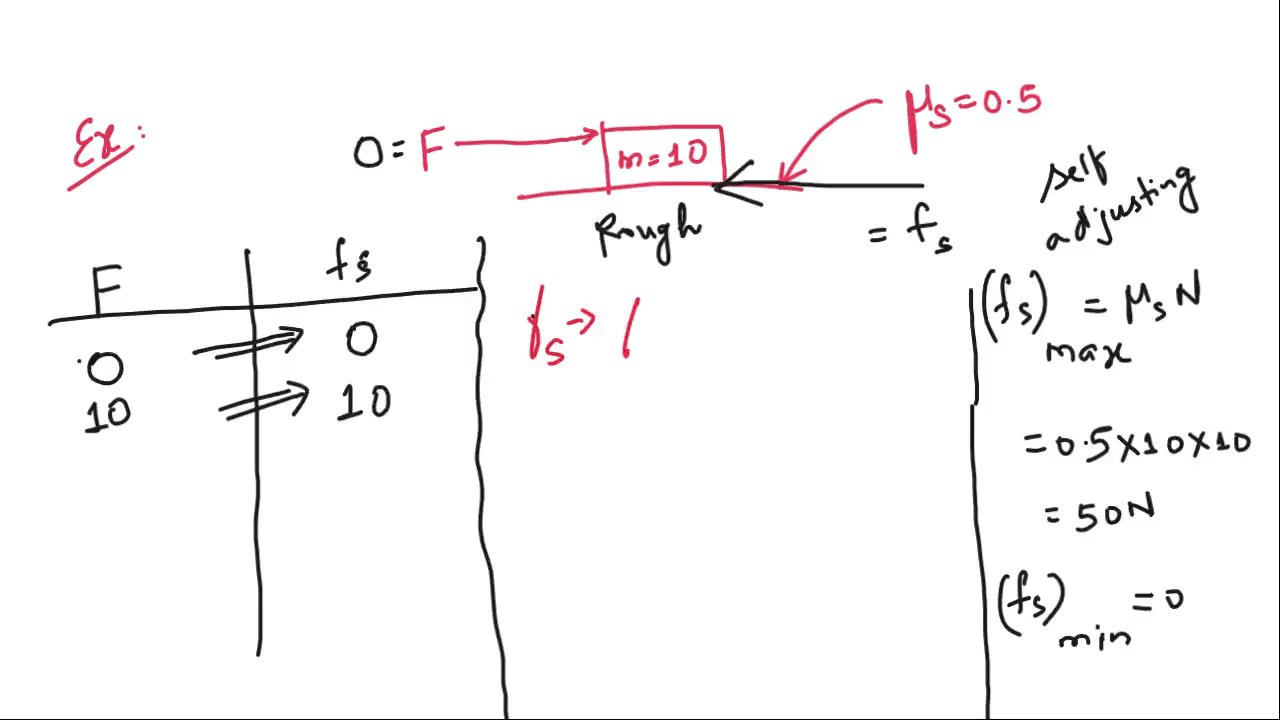 Ex:
0 = F
m = 10
μs = 0.5
Rough
= fs
self
adjusting
F fs
0 ⇒ 0
10 ⇒ 10
fs → (
(fs)max = μs N
= 0.5 × 10 × 10
= 50N
(fs)min = 0